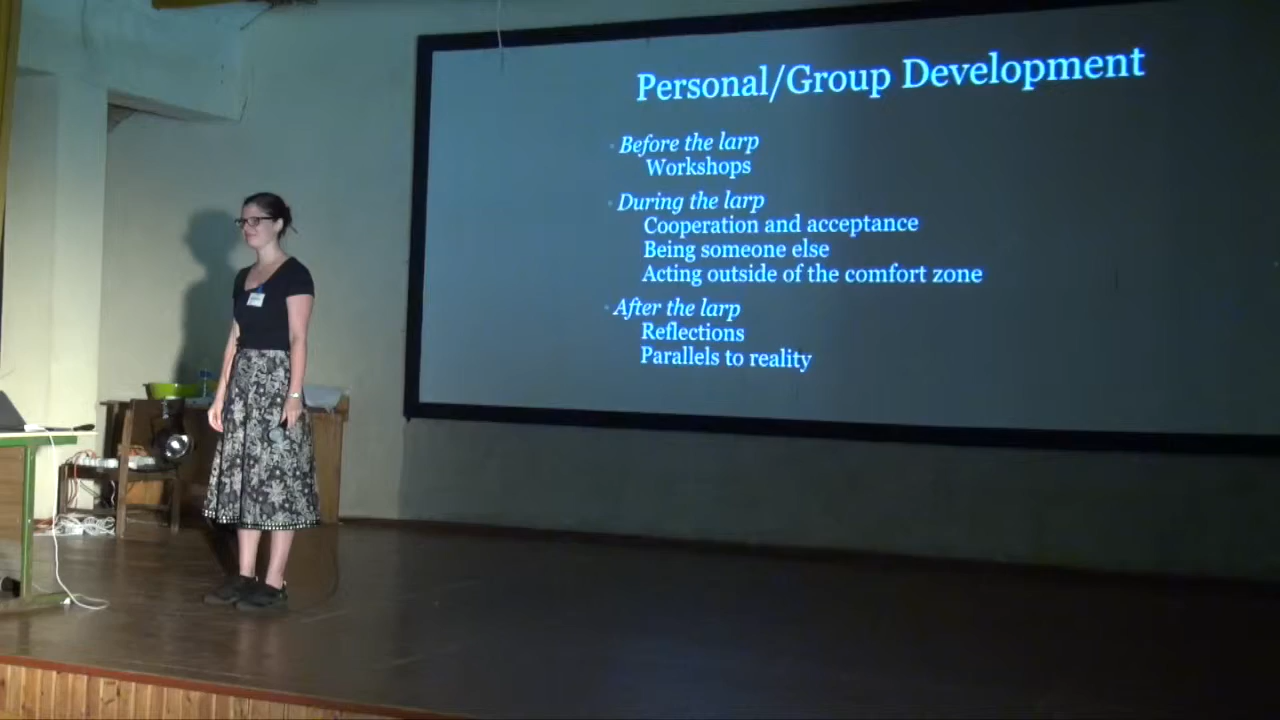 Personal/Group Development
Before the larp
Workshops
During the larp
Cooperation and acceptance
Being someone else
Acting outside of the comfort zone
After the larp
Reflections
Parallels to reality